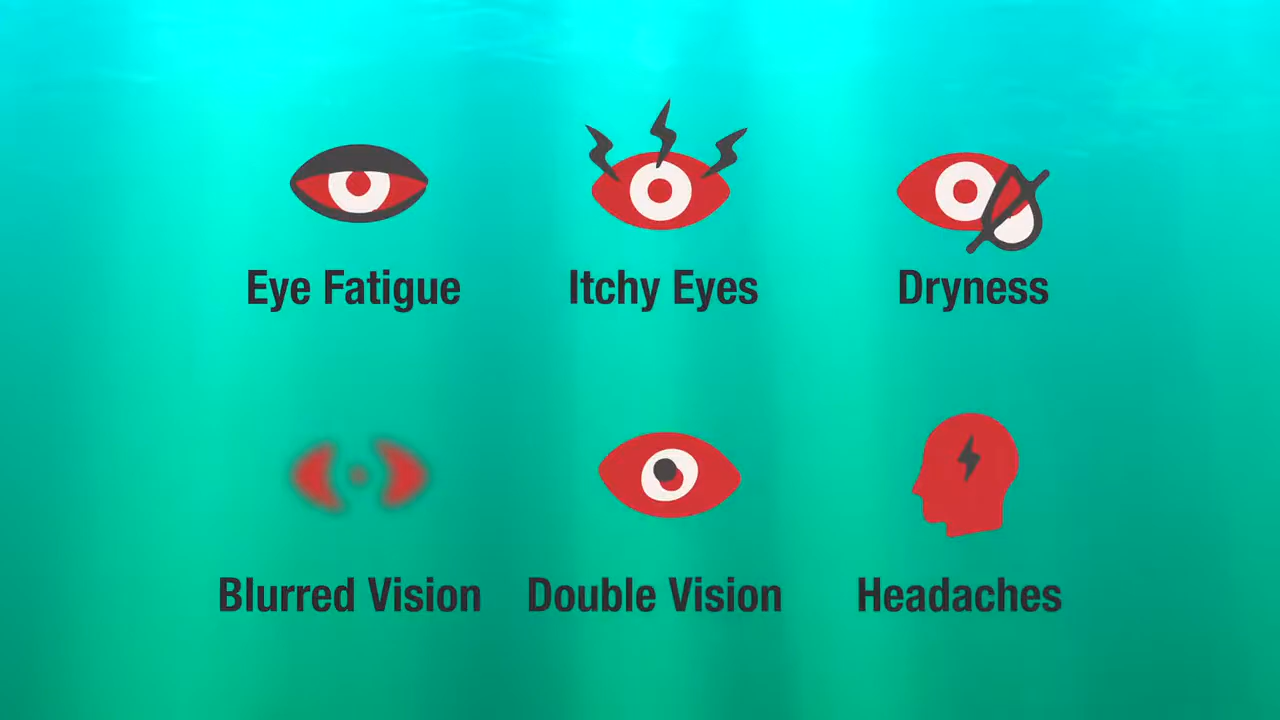 Eye Fatigue
Itchy Eyes
Dryness
Blurred Vision
Double Vision
Headaches